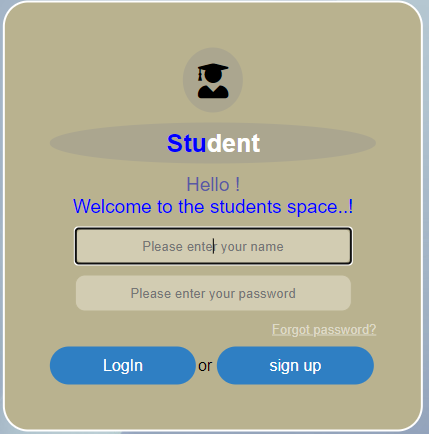 Student
Hello !
Welcome to the students space..!
Please enter your name
Please enter your password
Forgot password?
LogIn or sign up